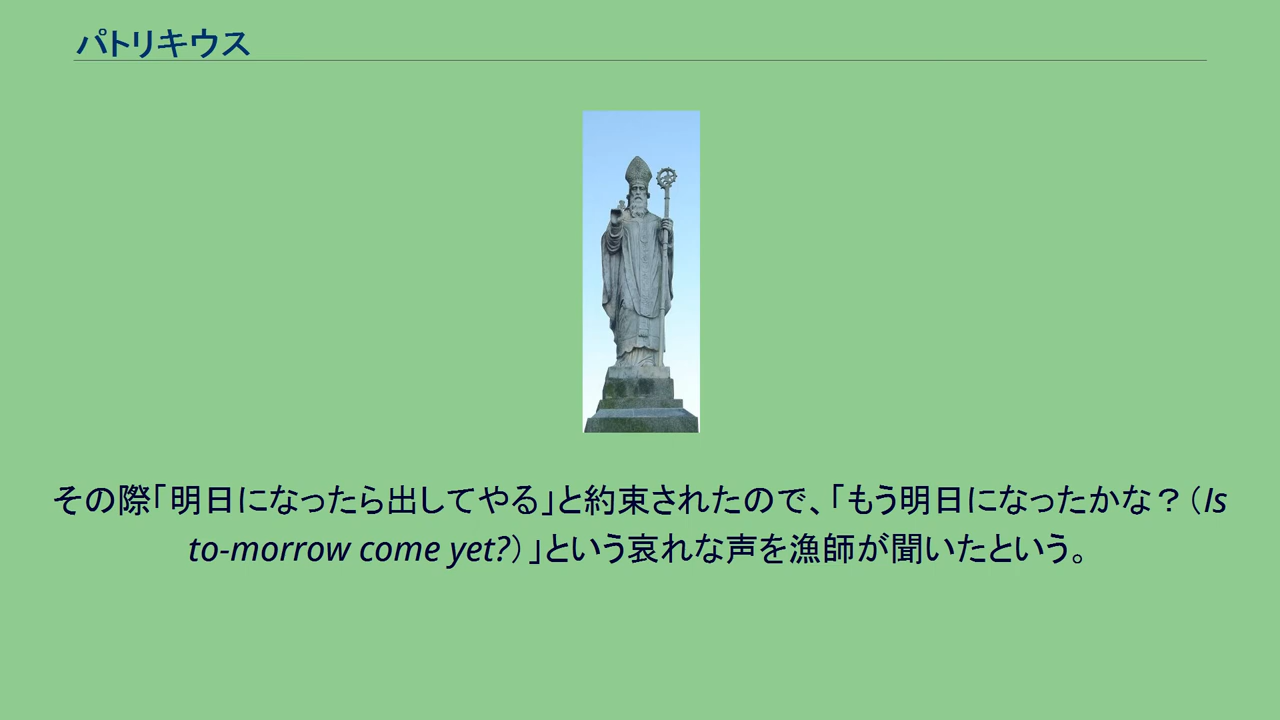 パトリキウス
その際「明日になったら出してやる」と約束されたので、「もう明日になったかな？（Is
to-morrow come yet?）」という哀れな声を漁師が聞いたという。